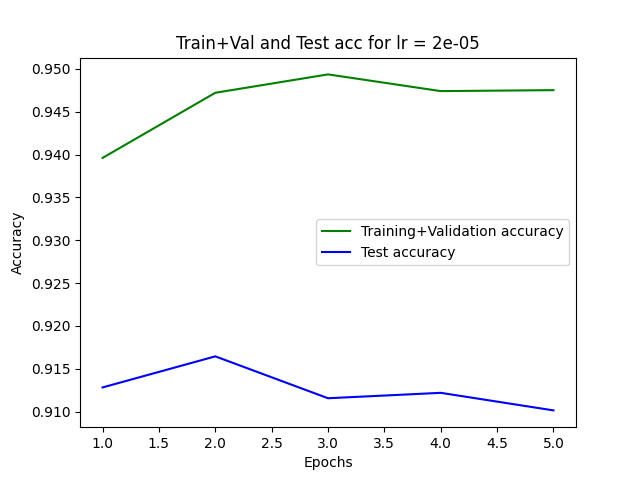 Train+Val and Test acc for lr = 2e-05
0.950
0.945
0.940
0.935
0.930
0.925
0.920
0.915
0.910
Accuracy
Training+Validation accuracy
Test accuracy
1.0 1.5 2.0 2.5 3.0 3.5 4.0 4.5 5.0
Epochs